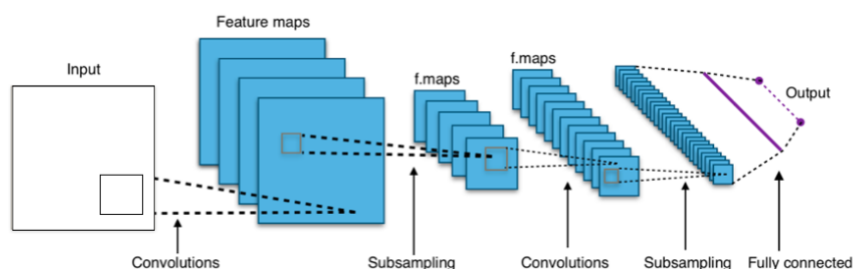 Feature maps
Input
f.maps
f.maps
Output
Convolutions
Subsampling
Convolutions
Subsampling
Fully connected